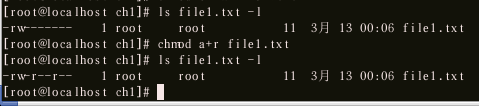 [root@localhost ch1]# ls file1.txt -l
-rw------- 1 root root 11 3月 13 00:06 file1.txt
[root@localhost ch1]# chmod a+r file1.txt
[root@localhost ch1]# ls file1.txt -l
-rw-r--r-- 1 root root 11 3月 13 00:06 file1.txt
[root@localhost ch1]#